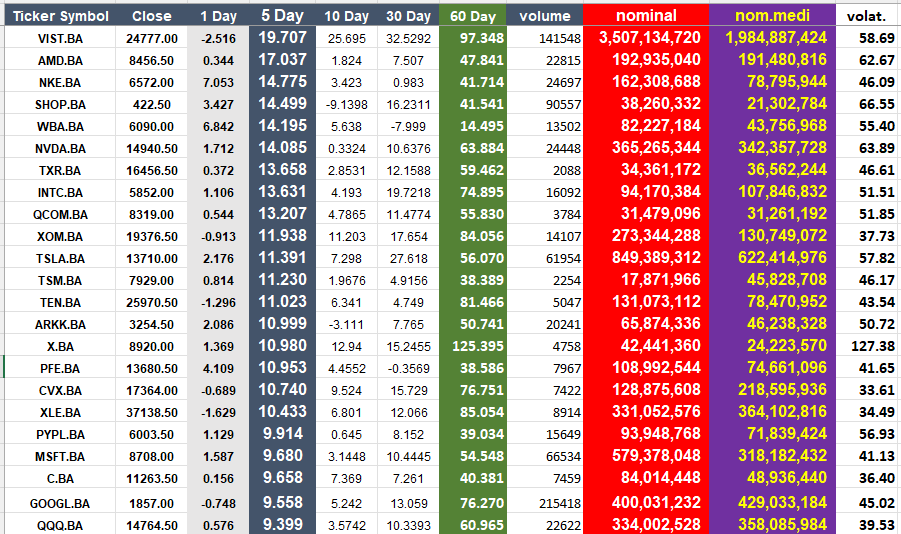 Ticker Symbol Close 1 Day 5 Day 10 Day 30 Day 60 Day volume nominal nom.medi volat.
VIST.BA 24777.00 -2.516 19.707 25.695 32.5292 97.348 141548 3,507,134,720 1,984,887,424 58.69
AMD.BA 8456.50 0.344 17.037 1.824 7.507 47.841 22815 192,935,040 191,480,816 62.67
NKE.BA 6572.00 7.053 14.775 3.423 0.983 41.714 24697 162,308,688 78,795,944 46.09
SHOP.BA 422.50 3.427 14.499 -9.1398 16.2311 41.541 90557 38,260,332 21,302,784 66.55
WBA.BA 6090.00 6.842 14.195 5.638 -7.999 14.495 13502 82,227,184 43,756,968 55.40
NVDA.BA 14940.50 1.712 14.085 0.3324 10.6376 63.884 24448 365,265,344 342,357,728 63.89
TXR.BA 16456.50 0.372 13.658 2.8531 12.1588 59.462 2088 34,361,172 36,562,244 46.61
INTC.BA 5852.00 1.106 13.631 4.193 19.7218 74.895 16092 94,170,384 107,846,832 51.51
QCOM.BA 8319.00 0.544 13.207 4.7865 11.4774 55.830 3784 31,479,096 31,261,192 51.85
XOM.BA 19376.50 -0.913 11.938 11.203 17.654 84.056 14107 273,344,288 130,749,072 37.73
TSLA.BA 13710.00 2.176 11.391 7.298 27.618 56.070 61954 849,389,312 622,414,976 57.82
TSM.BA 7929.00 0.814 11.230 1.9676 4.9156 38.389 2254 17,871,966 45,828,708 46.17
TEN.BA 25970.50 -1.296 11.023 6.341 4.749 81.466 5047 131,073,112 78,470,952 43.54
ARKK.BA 3254.50 2.086 10.999 -3.111 7.765 50.741 20241 65,874,336 46,238,328 50.72
X.BA 8920.00 1.369 10.980 12.94 15.2455 125.395 4758 42,441,360 24,223,570 127.38
PFE.BA 13680.50 4.109 10.953 4.4552 -0.3569 38.586 7967 108,992,544 74,661,096 41.65
CVX.BA 17364.00 -0.689 10.740 9.524 15.729 76.751 7422 128,875,608 218,595,936 33.61
XLE.BA 37138.50 -1.629 10.433 6.801 12.066 85.054 8914 331,052,576 364,102,816 34.49
PYPL.BA 6003.50 1.129 9.914 0.645 8.152 39.034 15649 93,948,768 71,839,424 56.93
MSFT.BA 8708.00 1.587 9.680 3.1448 10.4445 54.548 66534 579,378,048 318,182,432 41.13
C.BA 11263.50 0.156 9.658 7.369 7.261 40.381 7459 84,014,448 48,936,440 36.40
GOOGL.BA 1857.00 -0.748 9.558 5.242 13.059 76.270 215418 400,031,232 429,033,184 45.02
QQQ.BA 14764.50 0.576 9.399 3.5742 10.3393 60.965 22622 334,002,528 358,085,984 39.53